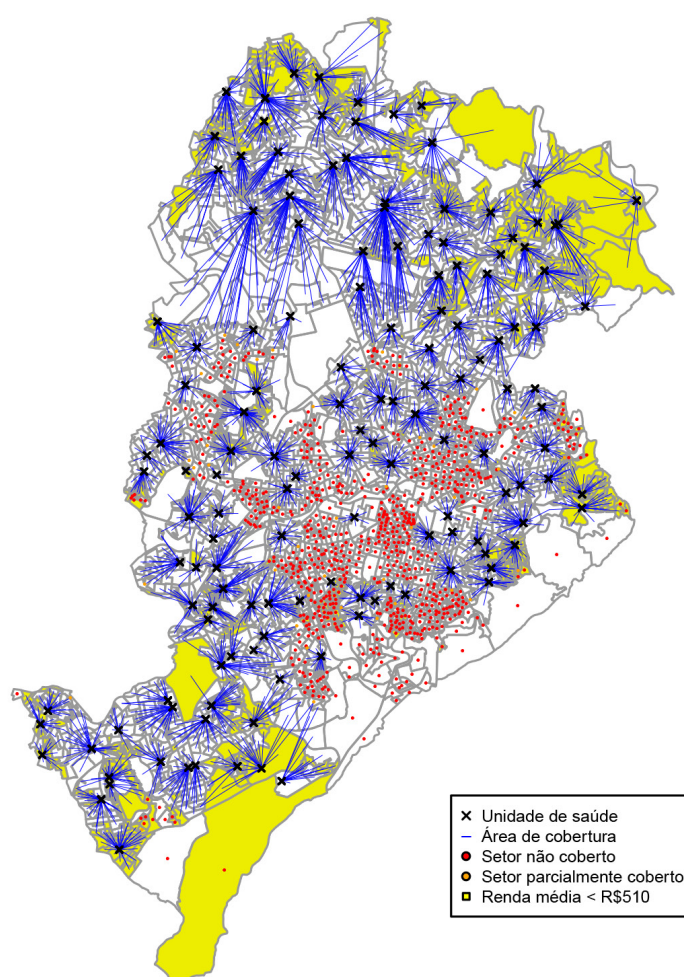 Unidade de saúde
Área de cobertura
Setor não coberto
Setor parcialmente coberto
Renda média < R$510